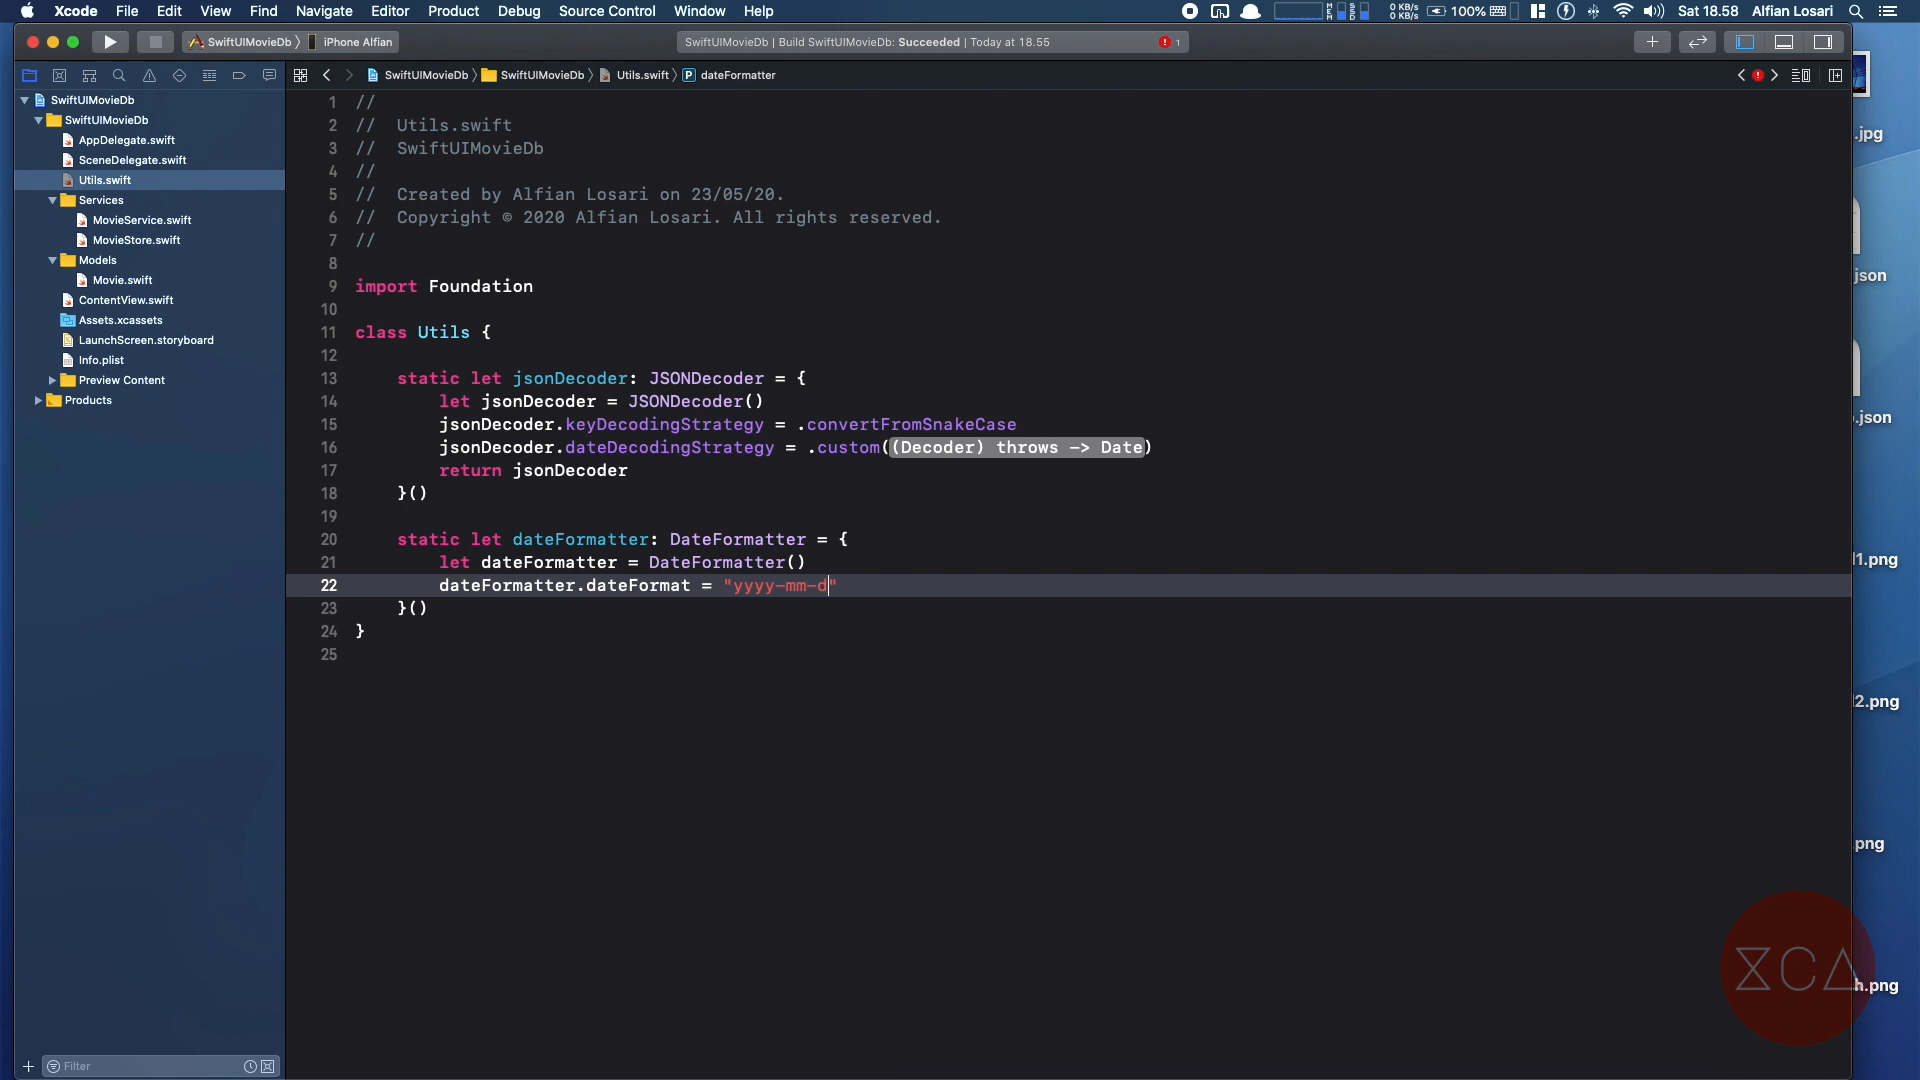 Xcode File Edit View Find Navigate Editor Product Debug Source Control Window Help
0 KB/s
0 KB/s
100% Sat 18.58 Alfian Losari
SwiftUIMovieDb iPhone Alfian
SwiftUIMovieDb | Build SwiftUIMovieDb: Succeeded | Today at 18.55 1
SwiftUIMovieDb SwiftUIMovieDb Utils.swift P dateFormatter
SwiftUIMovieDb
SwiftUIMovieDb
AppDelegate.swift
SceneDelegate.swift
Utils.swift
Services
MovieService.swift
MovieStore.swift
Models
Movie.swift
ContentView.swift
Assets.xcassets
LaunchScreen.storyboard
Info.plist
Preview Content
Products
Filter
1 //
2 // Utils.swift
3 // SwiftUIMovieDb
4 //
5 // Created by Alfian Losari on 23/05/20.
6 // Copyright © 2020 Alfian Losari. All rights reserved.
7 //
8
9 import Foundation
10
11 class Utils {
12
13 static let jsonDecoder: JSONDecoder = {
14 let jsonDecoder = JSONDecoder()
15 jsonDecoder.keyDecodingStrategy = .convertFromSnakeCase
16 jsonDecoder.dateDecodingStrategy = .custom((Decoder) throws -> Date)
17 return jsonDecoder
18 }()
19
20 static let dateFormatter: DateFormatter = {
21 let dateFormatter = DateFormatter()
22 dateFormatter.dateFormat = "yyyy-mm-d"
23 }()
24 }
25
.jpg
json
.json
1.png
2.png
.png
h.png
XCA